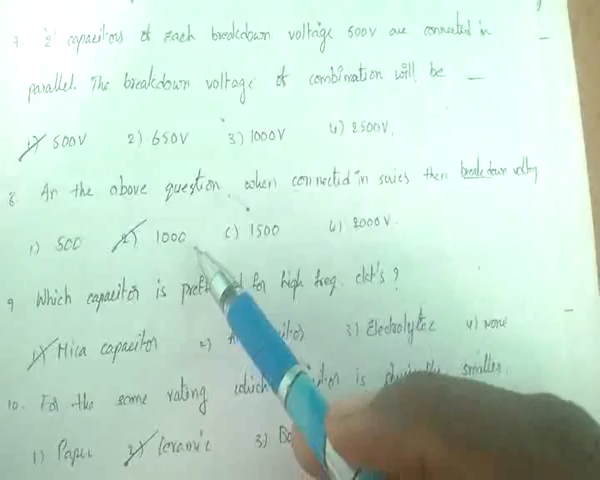 7. 2 capacitors of each breakdown voltage 500V are connected in
parallel. The breakdown voltage of combination will be —
1) 500V 2) 650V 3) 1000V 4) 2500V.
8 In the above question, when connected in series then breakdown voltage
1) 500 2) 1000 c) 1500 4) 2000V.
9 Which capacitor is for high freq. ckt's?
1) Mica capacitor 2) 3) Electrolytic 4) None
10. For the same rating which is physically smaller.
1) Paper 2) Ceramic 3)